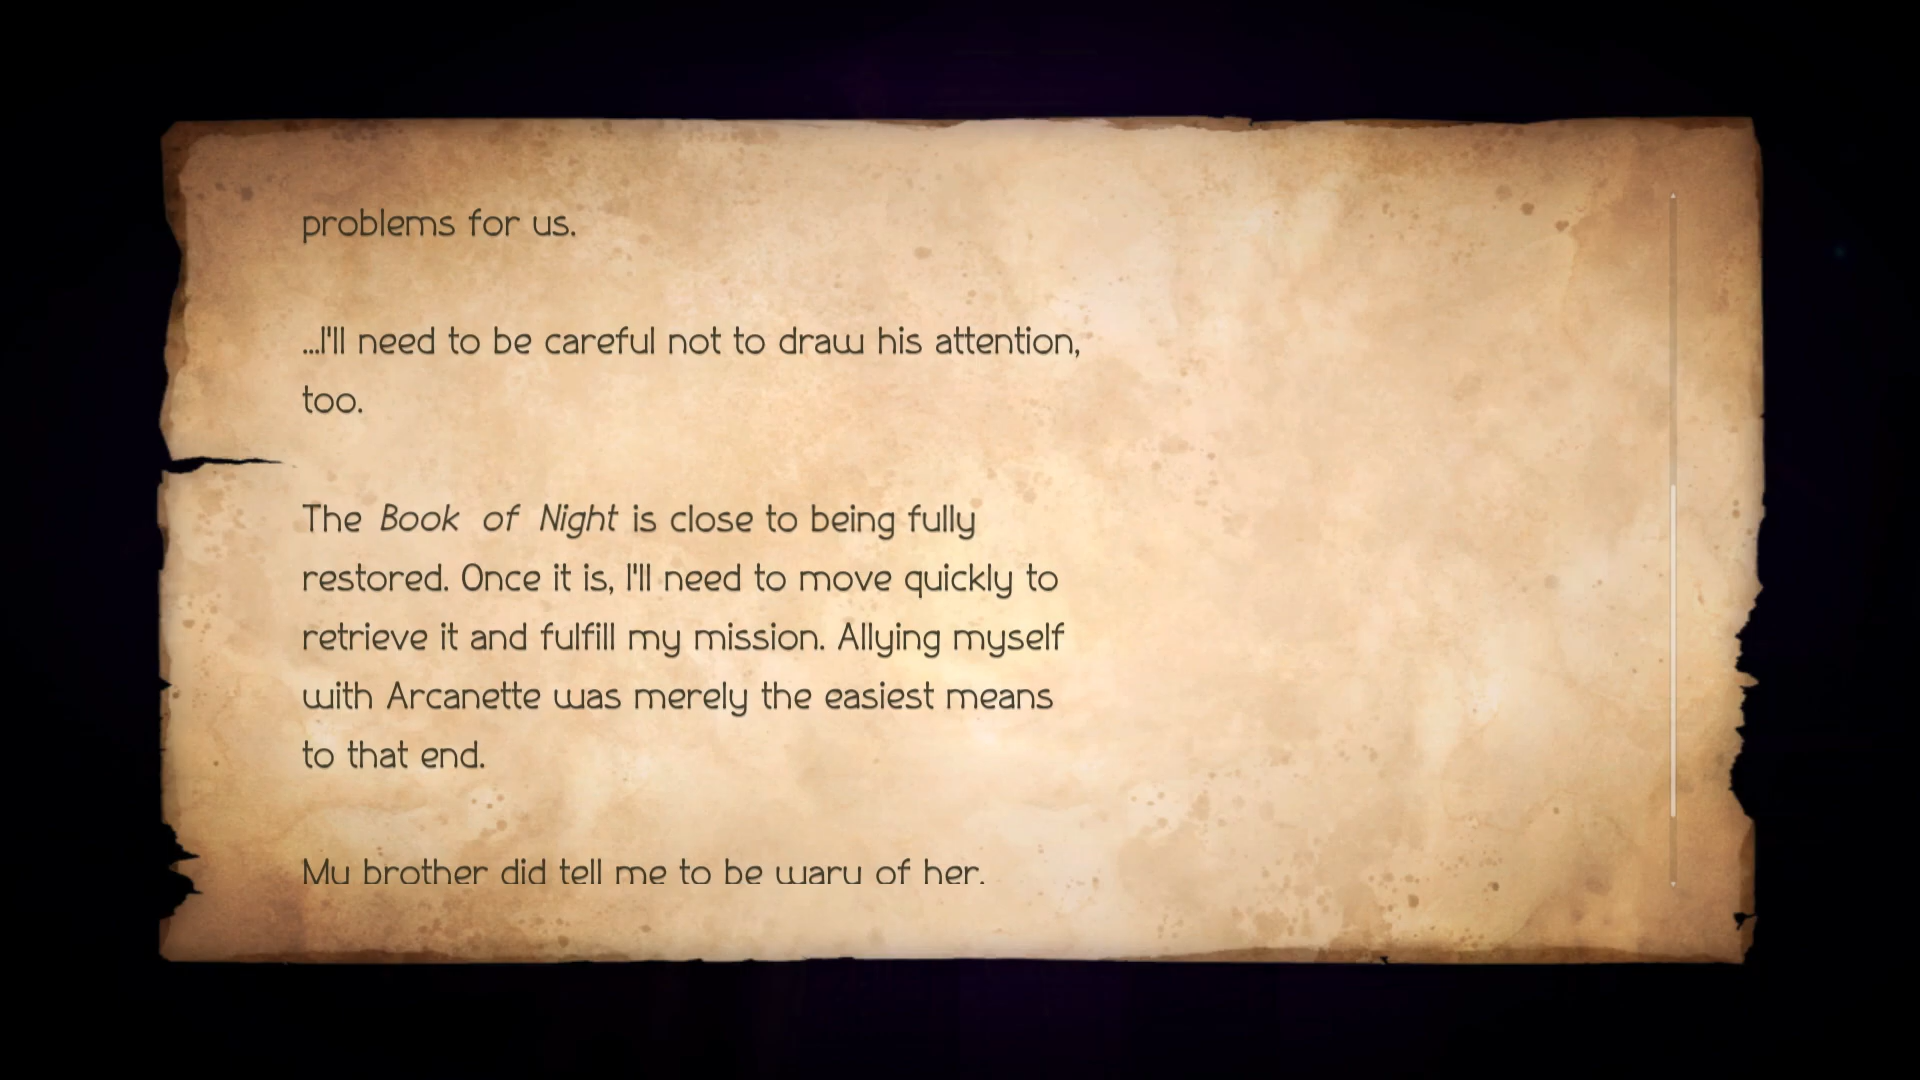 problems for us.
...I'll need to be careful not to draw his attention,
too.
The Book of Night is close to being fully
restored. Once it is, I'll need to move quickly to
retrieve it and fulfill my mission. Allying myself
with Arcanette was merely the easiest means
to that end.
My brother did tell me to be wary of her.